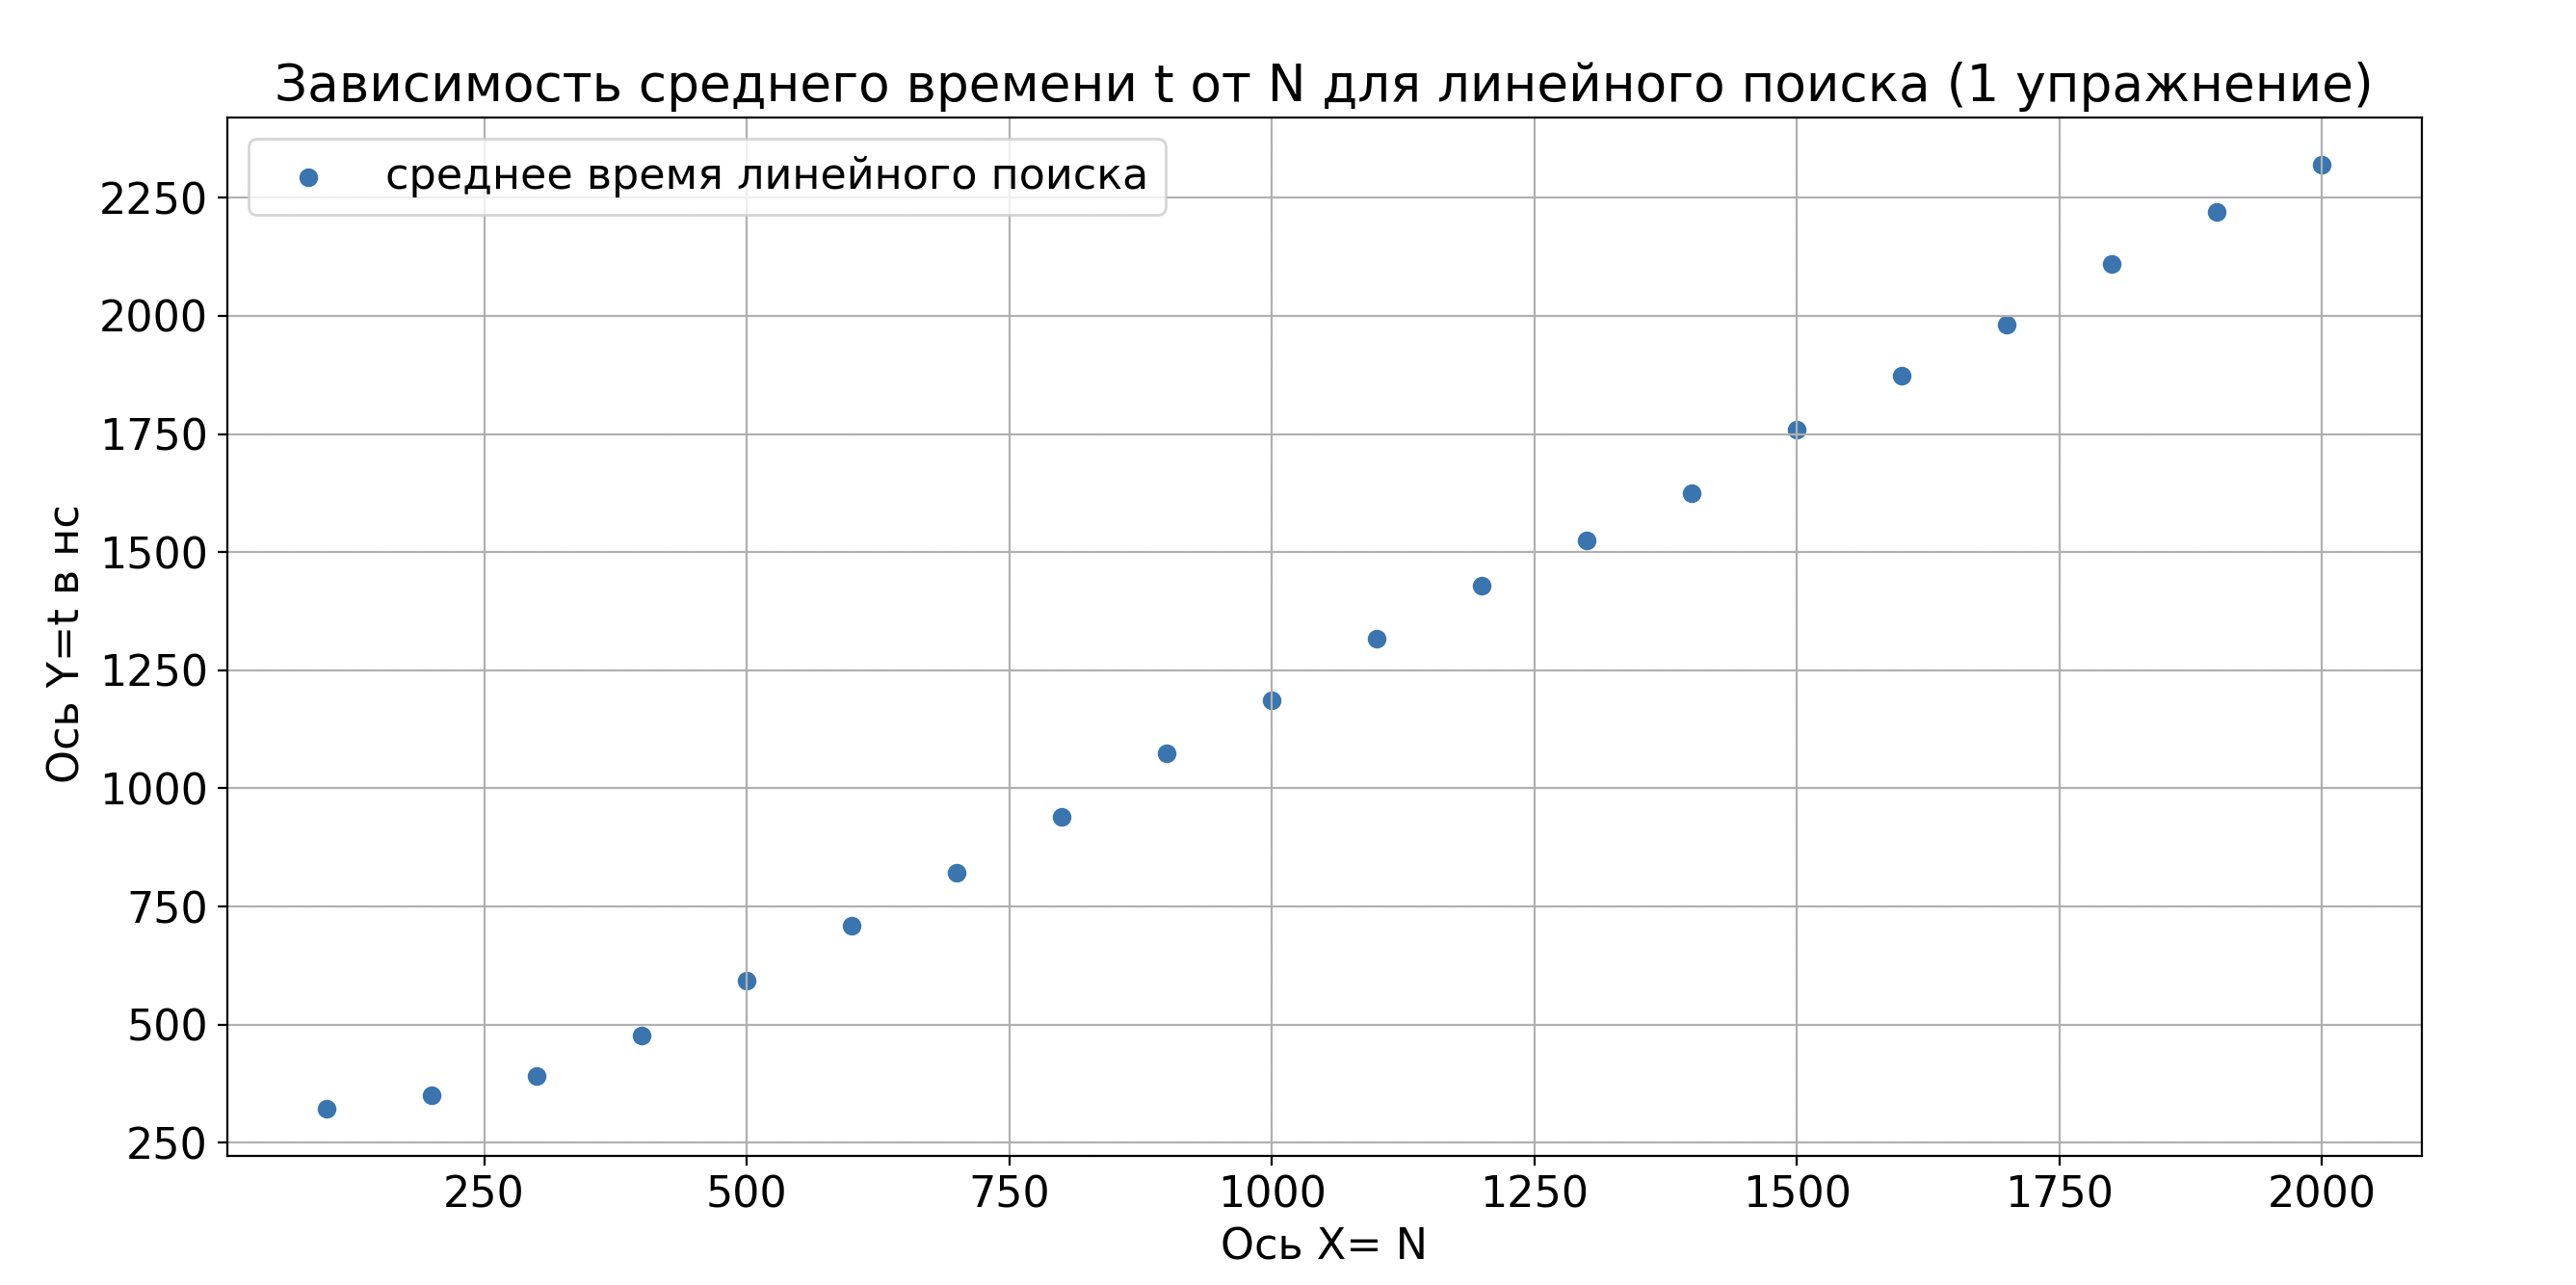 Зависимость среднего времени t от N для линейного поиска (1 упражнение)
среднее время линейного поиска
2250
2000
1750
1500
1250
1000
750
500
250
Ось Y=t в нс
250 500 750 1000 1250 1500 1750 2000
Ось X= N